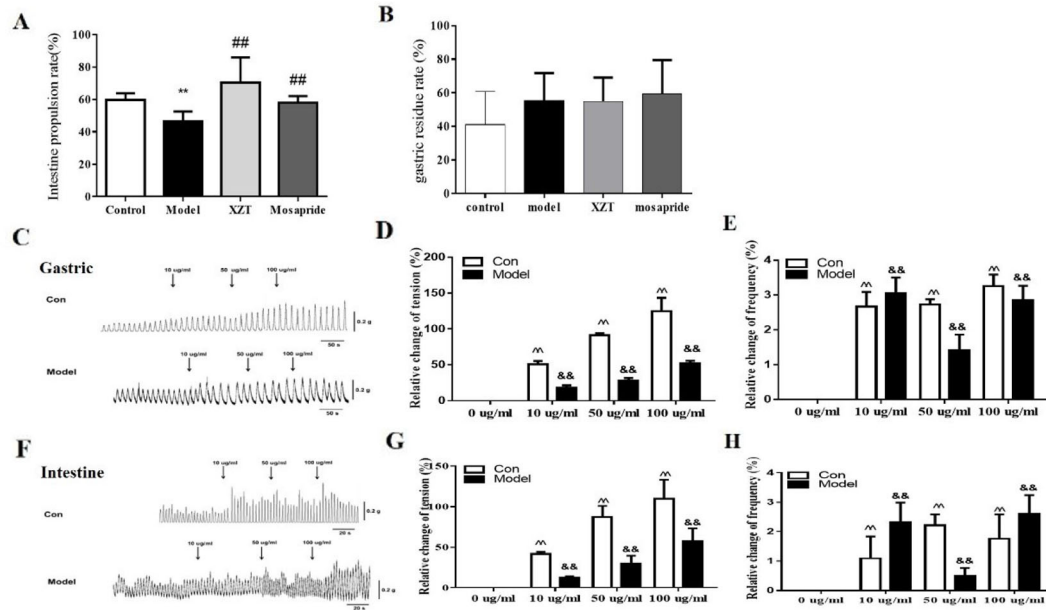 A
Intestine propulsion rate(%)
100
80
60
40
20
0
**
##
##
Control Model XZT Mosapride
B
gastric residue rate (%)
100
80
60
40
20
0
control model XZT mosapride
C
Gastric
10 ug/ml 50 ug/ml 100 ug/ml
Con
0.2 g
50 s
10 ug/ml 50 ug/ml 100 ug/ml
Model
0.2 g
50 s
D
Relative change of tension (%)
200
150
100
50
0
Con
Model
^^ && ^^ && ^^ &&
0 ug/ml 10 ug/ml 50 ug/ml 100 ug/ml
E
Relative change of frequency (%)
4
3
2
1
0
Con
Model
^^ && ^^ && ^^ &&
0 ug/ml 10 ug/ml 50 ug/ml 100 ug/ml
F
Intestine
10 ug/ml 50 ug/ml 100 ug/ml
Con
0.2 g
20 s
10 ug/ml 50 ug/ml 100 ug/ml
Model
0.2 g
20 s
G
Relative change of tension (%)
150
100
50
0
Con
Model
^^ && ^^ && ^^ &&
0 ug/ml 10 ug/ml 50 ug/ml 100 ug/ml
H
Relative change of frequency (%)
4
3
2
1
0
Con
Model
^^ && ^^ && ^^ &&
0 ug/ml 10 ug/ml 50 ug/ml 100 ug/ml